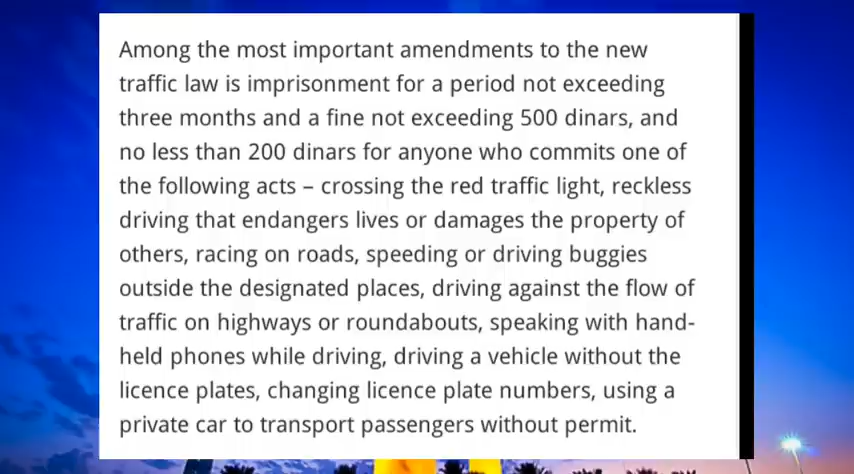 Among the most important amendments to the new
traffic law is imprisonment for a period not exceeding
three months and a fine not exceeding 500 dinars, and
no less than 200 dinars for anyone who commits one of
the following acts – crossing the red traffic light, reckless
driving that endangers lives or damages the property of
others, racing on roads, speeding or driving buggies
outside the designated places, driving against the flow of
traffic on highways or roundabouts, speaking with hand-
held phones while driving, driving a vehicle without the
licence plates, changing licence plate numbers, using a
private car to transport passengers without permit.